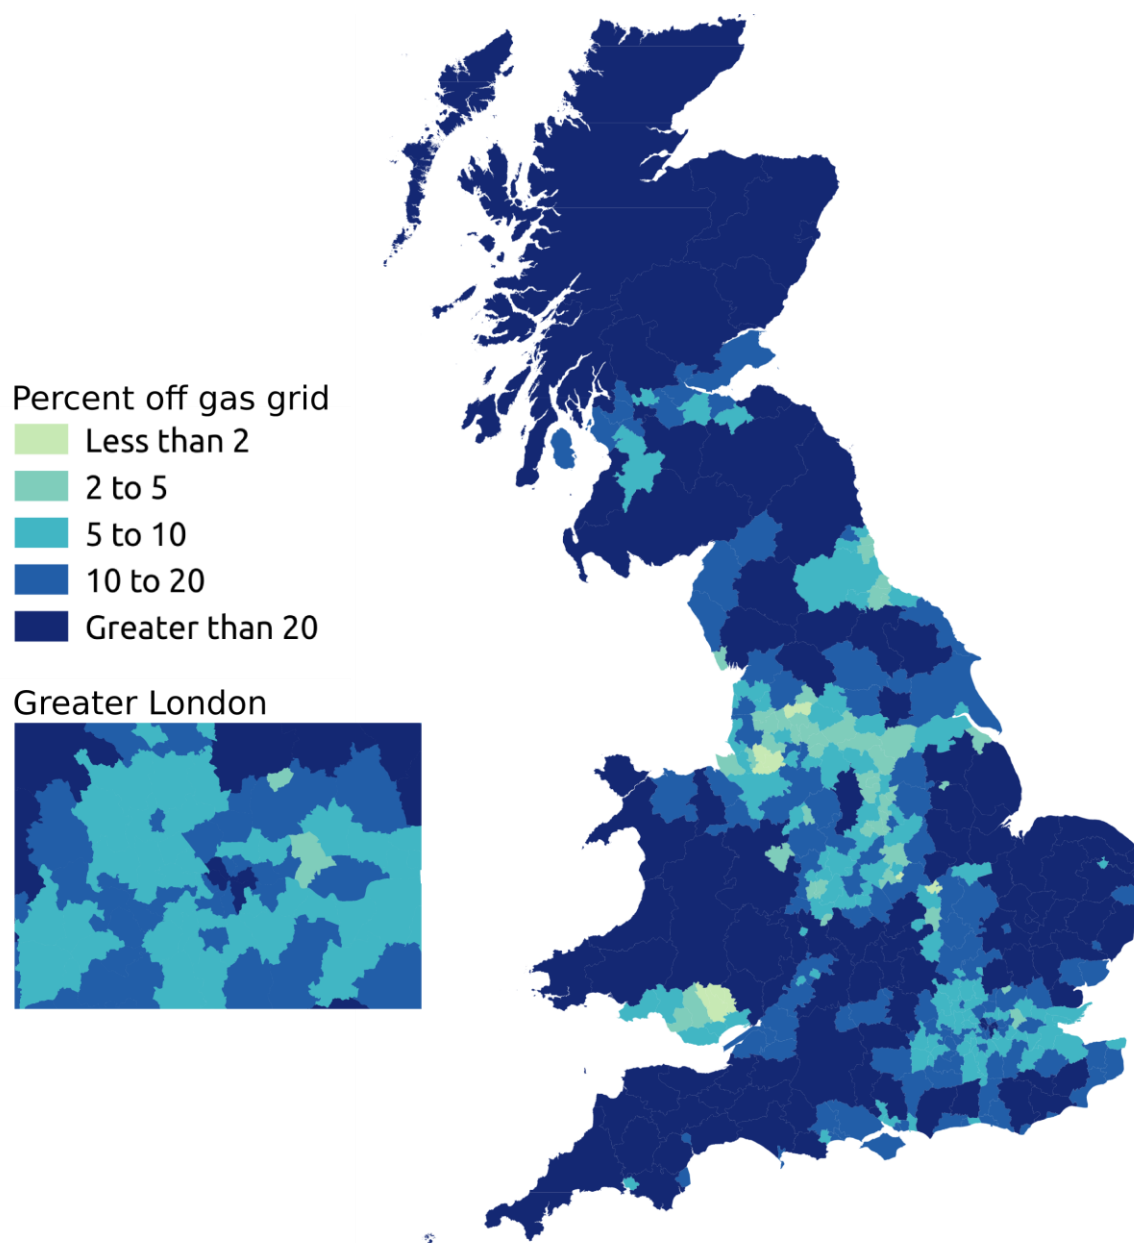 Percent off gas grid
Less than 2
2 to 5
5 to 10
10 to 20
Greater than 20
Greater London